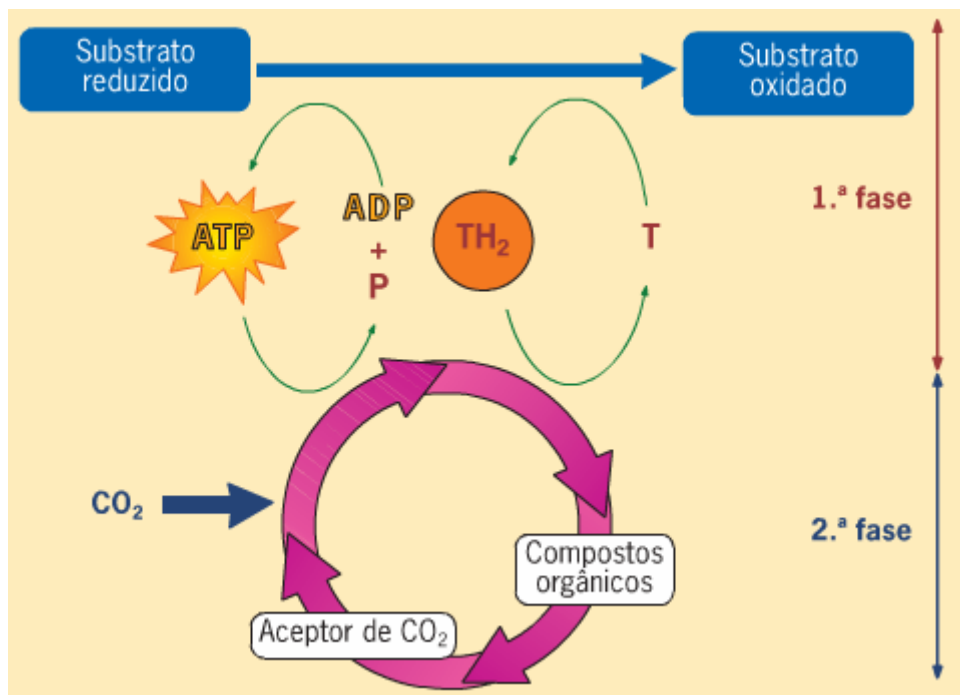 Substrato
reduzido
Substrato
oxidado
1.ª fase
ATP
ADP
+
P
TH₂
T
CO₂
2.ª fase
Compostos
orgânicos
Aceptor de CO₂